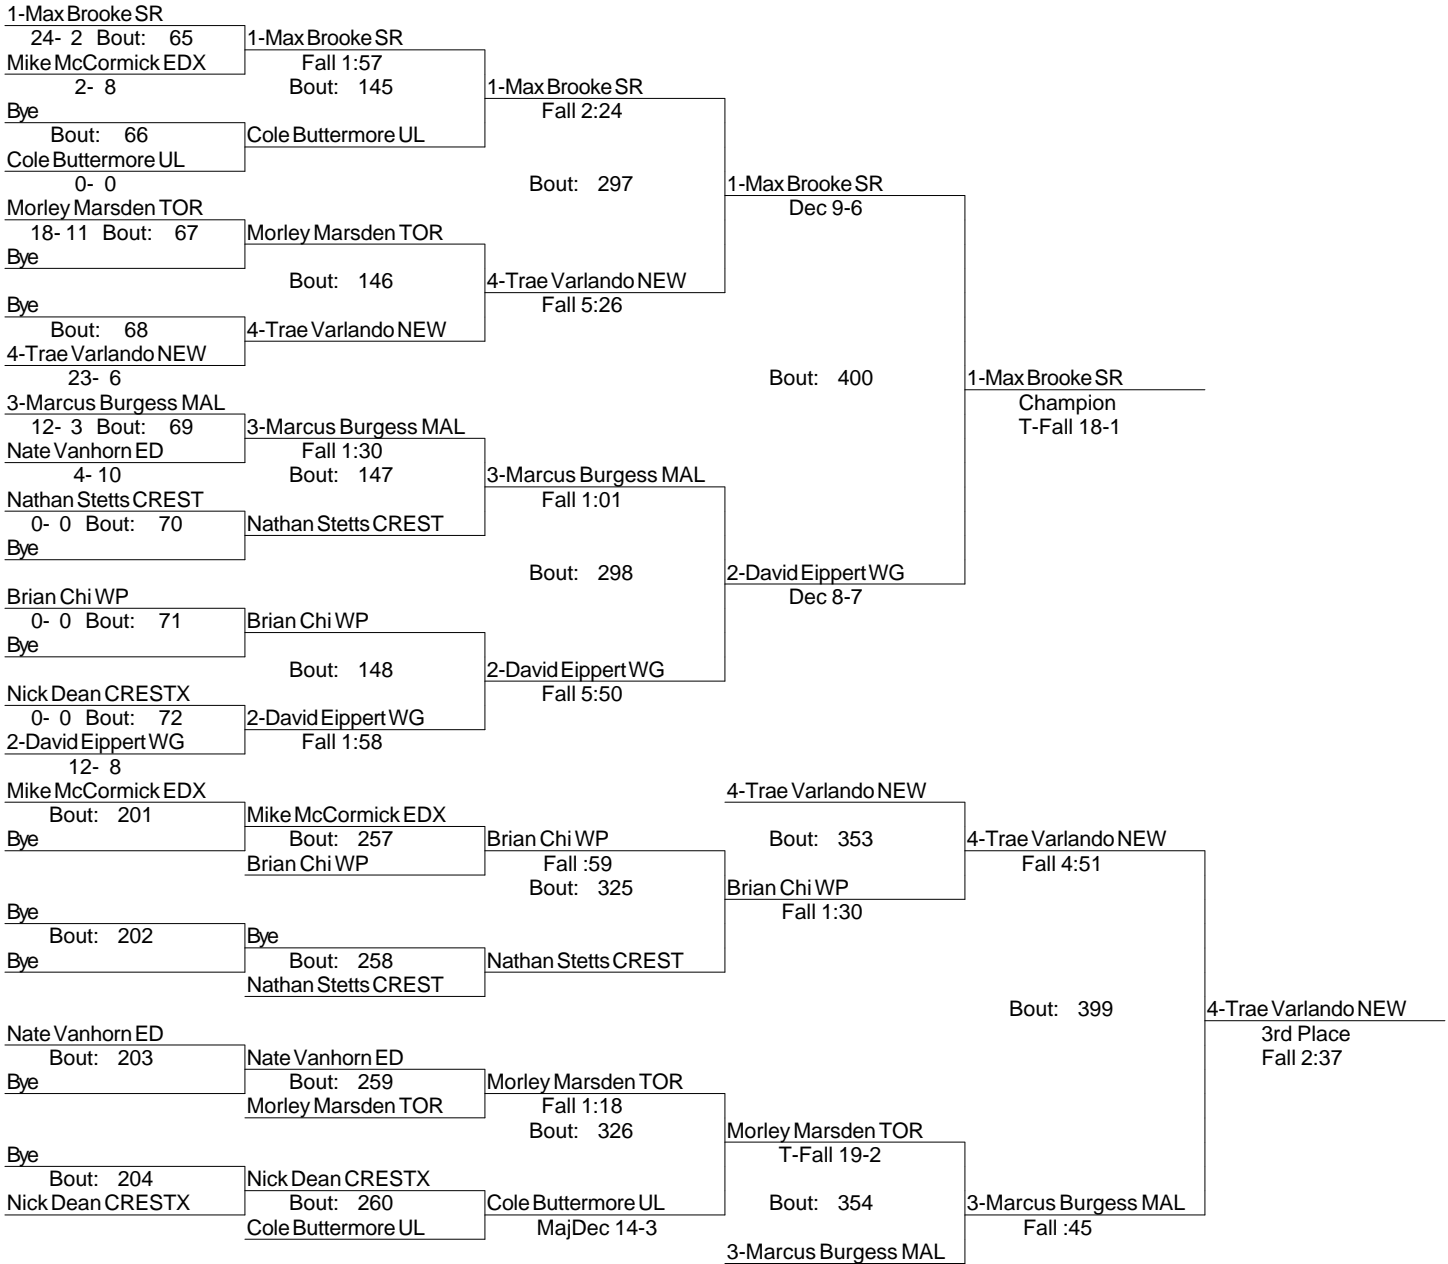 1-Max Brooke SR
24- 2 Bout: 65
1-Max Brooke SR
Mike McCormick EDX
Fall 1:57
2- 8
Bout: 145
1-Max Brooke SR
Bye
Fall 2:24
Bout: 66
Cole Buttermore UL
Cole Buttermore UL
0- 0
Bout: 297
1-Max Brooke SR
Morley Marsden TOR
Dec 9-6
18- 11 Bout: 67
Morley Marsden TOR
Bye
Bout: 146
4-Trae Varlando NEW
Bye
Fall 5:26
Bout: 68
4-Trae Varlando NEW
4-Trae Varlando NEW
23- 6
Bout: 400
1-Max Brooke SR
3-Marcus Burgess MAL
Champion
12- 3 Bout: 69
3-Marcus Burgess MAL
T-Fall 18-1
Nate Vanhorn ED
Fall 1:30
4- 10
Bout: 147
3-Marcus Burgess MAL
Nathan Stetts CREST
Fall 1:01
0- 0 Bout: 70
Nathan Stetts CREST
Bye
Bout: 298
2-David Eippert WG
Brian Chi WP
Dec 8-7
0- 0 Bout: 71
Brian Chi WP
Bye
Bout: 148
2-David Eippert WG
Nick Dean CRESTX
Fall 5:50
0- 0 Bout: 72
2-David Eippert WG
2-David Eippert WG
Fall 1:58
12- 8
Mike McCormick EDX
4-Trae Varlando NEW
Bout: 201
Mike McCormick EDX
Bye
Bout: 257
Brian Chi WP
Bout: 353
4-Trae Varlando NEW
Brian Chi WP
Fall :59
Fall 4:51
Bout: 325
Brian Chi WP
Bye
Fall 1:30
Bout: 202
Bye
Bye
Bout: 258
Nathan Stetts CREST
Nathan Stetts CREST
Bout: 399
4-Trae Varlando NEW
Nate Vanhorn ED
3rd Place
Bout: 203
Nate Vanhorn ED
Fall 2:37
Bye
Bout: 259
Morley Marsden TOR
Morley Marsden TOR
Fall 1:18
Bout: 326
Morley Marsden TOR
Bye
T-Fall 19-2
Bout: 204
Nick Dean CRESTX
Nick Dean CRESTX
Bout: 260
Cole Buttermore UL
Bout: 354
3-Marcus Burgess MAL
Cole Buttermore UL
MajDec 14-3
Fall :45
3-Marcus Burgess MAL